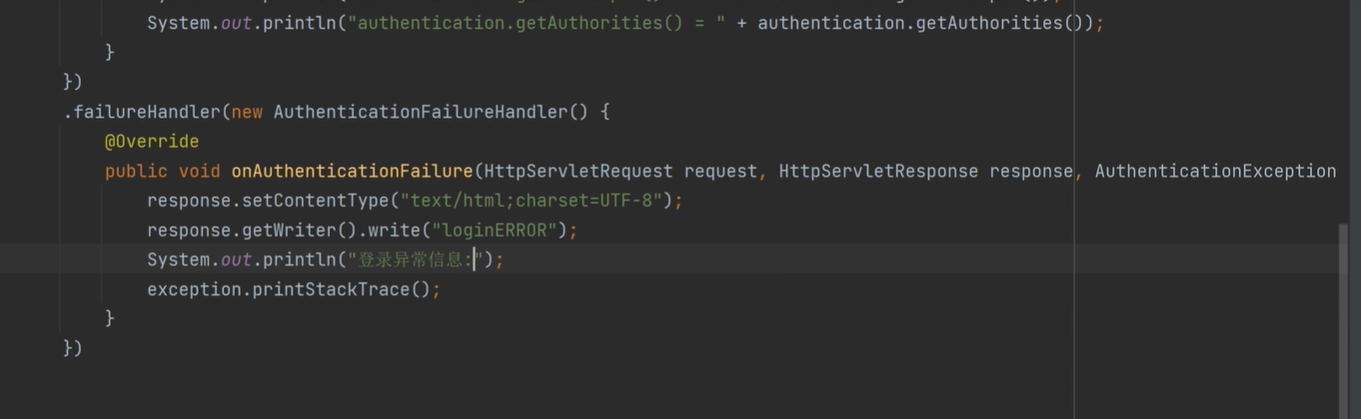 System.out.println("authentication.getAuthorities() = " + authentication.getAuthorities());
}
})
.failureHandler(new AuthenticationFailureHandler() {
@Override
public void onAuthenticationFailure(HttpServletRequest request, HttpServletResponse response, AuthenticationException
response.setContentType("text/html;charset=UTF-8");
response.getWriter().write("loginERROR");
System.out.println("登录异常信息:");
exception.printStackTrace();
}
})